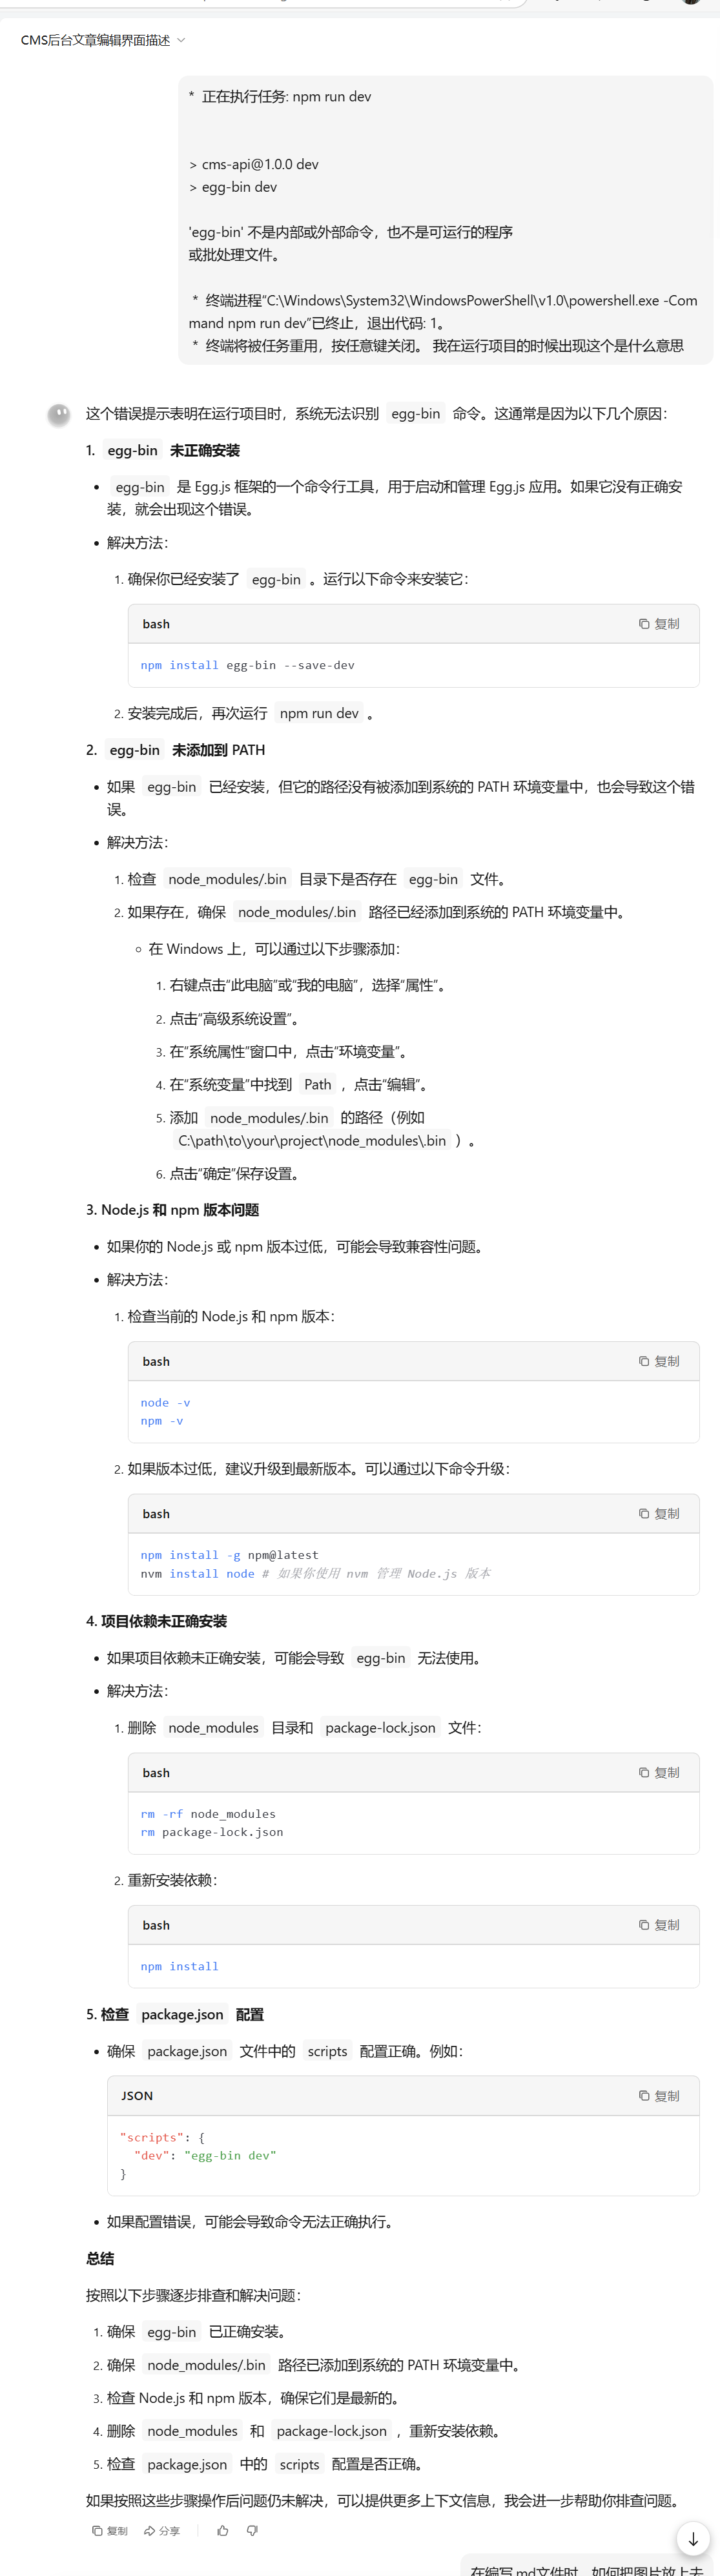 CMS后台文章编辑界面描述
* 正在执行任务: npm run dev
> cms-api@1.0.0 dev
> egg-bin dev
'egg-bin' 不是内部或外部命令，也不是可运行的程序
或批处理文件。
* 终端进程“C:\Windows\System32\WindowsPowerShell\v1.0\powershell.exe -Com
mand npm run dev”已终止，退出代码: 1。
* 终端将被任务重用，按任意键关闭。 我在运行项目的时候出现这个是什么意思
这个错误提示表明在运行项目时，系统无法识别 egg-bin 命令。这通常是因为以下几个原因：
1. egg-bin 未正确安装
• egg-bin 是 Egg.js 框架的一个命令行工具，用于启动和管理 Egg.js 应用。如果它没有正确安
装，就会出现这个错误。
• 解决方法：
1. 确保你已经安装了 egg-bin 。运行以下命令来安装它：
bash 复制
npm install egg-bin --save-dev
2. 安装完成后，再次运行 npm run dev 。
2. egg-bin 未添加到 PATH
• 如果 egg-bin 已经安装，但它的路径没有被添加到系统的 PATH 环境变量中，也会导致这个错
误。
• 解决方法：
1. 检查 node_modules/.bin 目录下是否存在 egg-bin 文件。
2. 如果存在，确保 node_modules/.bin 路径已经添加到系统的 PATH 环境变量中。
◦ 在 Windows 上，可以通过以下步骤添加：
1. 右键点击“此电脑”或“我的电脑”，选择“属性”。
2. 点击“高级系统设置”。
3. 在“系统属性”窗口中，点击“环境变量”。
4. 在“系统变量”中找到 Path ，点击“编辑”。
5. 添加 node_modules/.bin 的路径（例如
C:\path\to\your\project\node_modules\.bin ）。
6. 点击“确定”保存设置。
3. Node.js 和 npm 版本问题
• 如果你的 Node.js 或 npm 版本过低，可能会导致兼容性问题。
• 解决方法：
1. 检查当前的 Node.js 和 npm 版本：
bash 复制
node -v
npm -v
2. 如果版本过低，建议升级到最新版本。可以通过以下命令升级：
bash 复制
npm install -g npm@latest
nvm install node # 如果你使用 nvm 管理 Node.js 版本
4. 项目依赖未正确安装
• 如果项目依赖未正确安装，可能会导致 egg-bin 无法使用。
• 解决方法：
1. 删除 node_modules 目录和 package-lock.json 文件：
bash 复制
rm -rf node_modules
rm package-lock.json
2. 重新安装依赖：
bash 复制
npm install
5. 检查 package.json 配置
• 确保 package.json 文件中的 scripts 配置正确。例如：
JSON 复制
"scripts": {
"dev": "egg-bin dev"
}
• 如果配置错误，可能会导致命令无法正确执行。
总结
按照以下步骤逐步排查和解决问题：
1. 确保 egg-bin 已正确安装。
2. 确保 node_modules/.bin 路径已添加到系统的 PATH 环境变量中。
3. 检查 Node.js 和 npm 版本，确保它们是最新的。
4. 删除 node_modules 和 package-lock.json ，重新安装依赖。
5. 检查 package.json 中的 scripts 配置是否正确。
如果按照这些步骤操作后问题仍未解决，可以提供更多上下文信息，我会进一步帮助你排查问题。
复制 分享
在编写.md文件时，如何把图片放上去